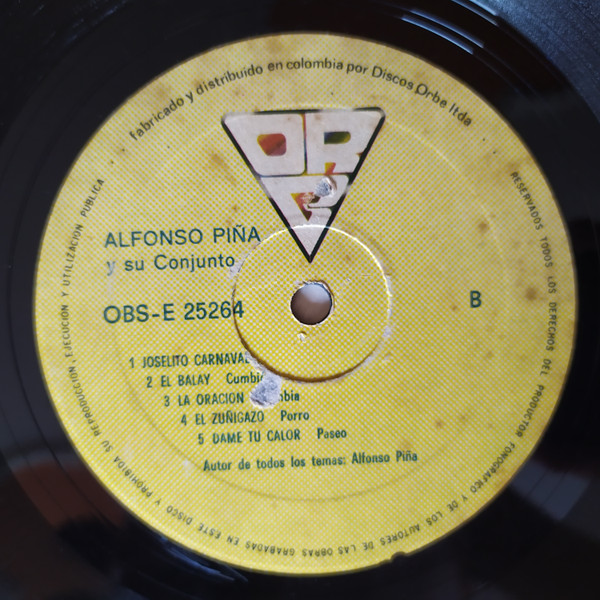 fabricado y distribuido en colombia por Discos Orbe ltda
ORBE
ALFONSO PIÑA
y su Conjunto
OBS-E 25264
B
1 JOSELITO CARNAVAL
2 EL BALAY Cumbia
3 LA ORACION Cumbia
4 EL ZUÑIGAZO Porro
5 DAME TU CALOR Paseo
Autor de todos los temas: Alfonso Piña
RESERVADOS TODOS LOS DERECHOS DEL PRODUCTOR FONOGRAFICO Y DE LOS AUTORES DE LAS OBRAS GRABADAS EN ESTE DISCO Y PROHIBIDA SU REPRODUCCION, EJECUCION Y UTILIZACION PUBLICA